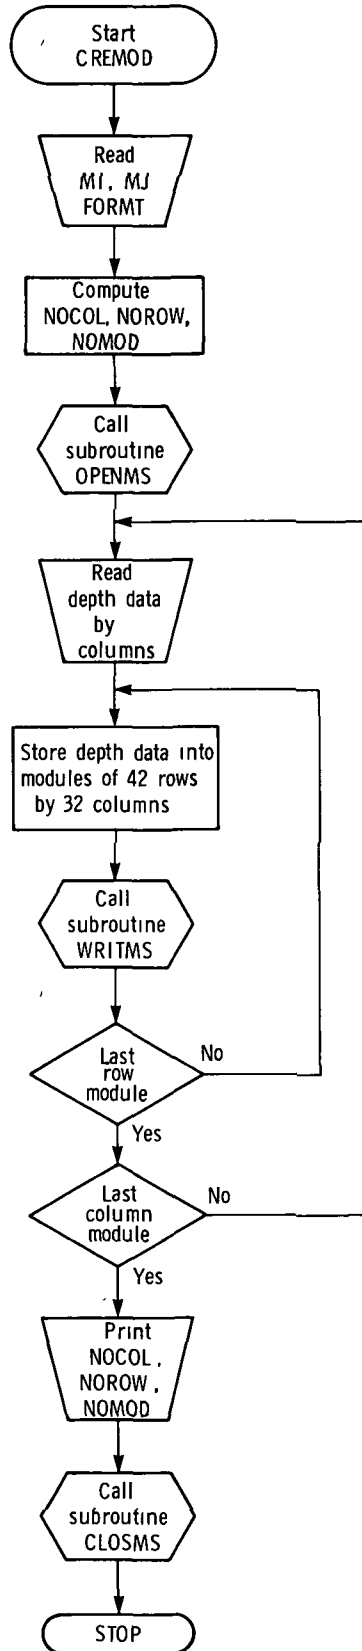 Start
CREMOD
Read
MI, MJ
FORMT
Compute
NOCOL, NOROW,
NOMOD
Call
subroutine
OPENMS
Read
depth data
by
columns
Store depth data into
modules of 42 rows
by 32 columns
Call
subroutine
WRITMS
Last
row
module
No
Yes
Last
column
module
No
Yes
Print
NOCOL,
NOROW,
NOMOD
Call
subroutine
CLOSMS
STOP